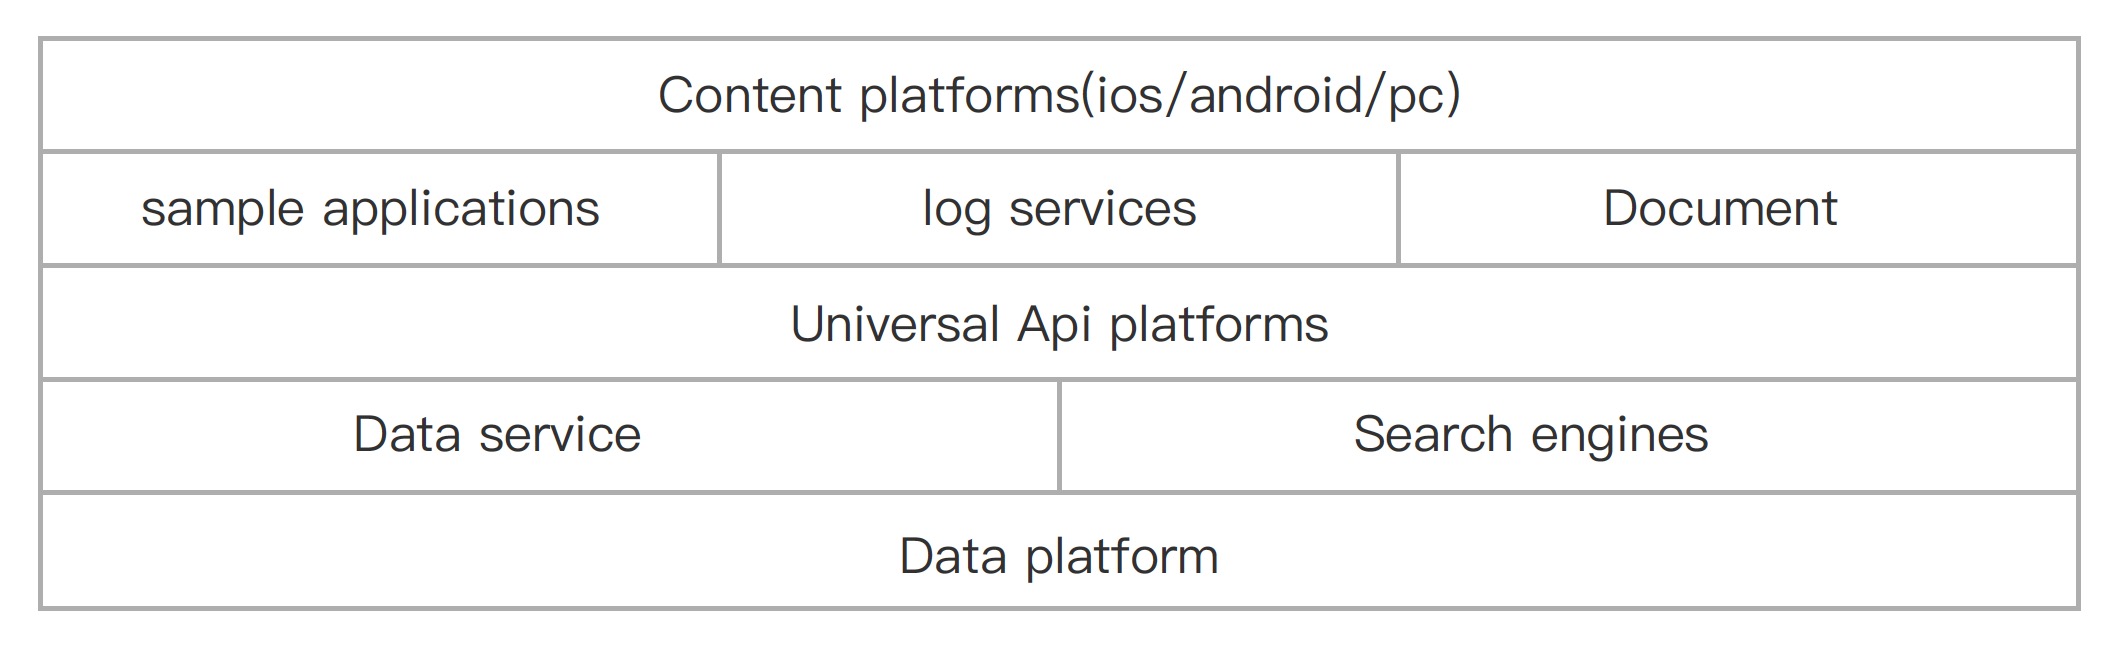 Content platforms(ios/android/pc)
sample applications
log services
Document
Universal Api platforms
Data service
Search engines
Data platform